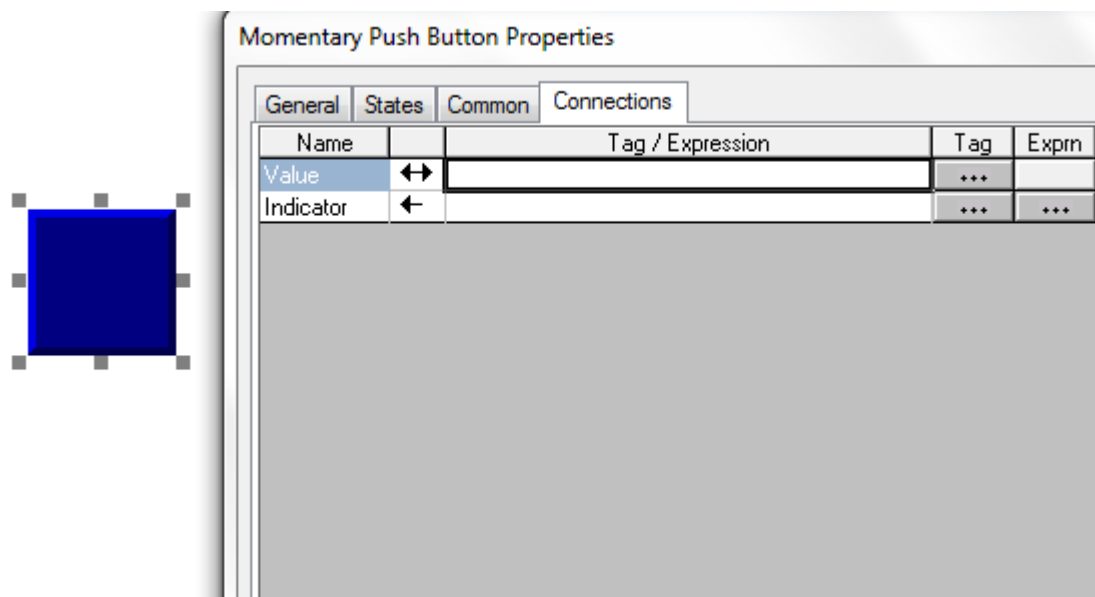 Momentary Push Button Properties
General States Common Connections
Name Tag / Expression Tag Exprn
Value ...
Indicator ... ...